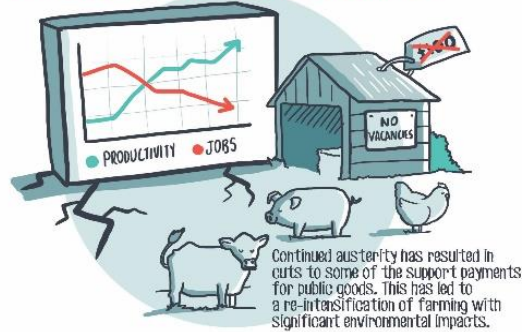 PRODUCTIVITY JOBS
NO
VACANCIES
Continued austerity has resulted in
cuts to some of the support payments
for public goods. This has led to
a re-intensification of farming with
significant environmental impacts.